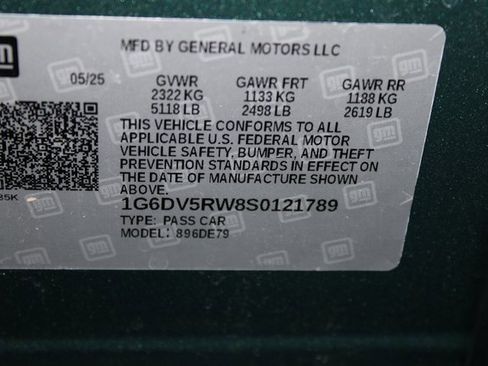 gm
MFD BY GENERAL MOTORS LLC
05/25 GVWR GAWR FRT GAWR RR
2322 KG 1133 KG 1188 KG
5118 LB 2498 LB 2619 LB
THIS VEHICLE CONFORMS TO ALL
APPLICABLE U.S. FEDERAL MOTOR
VEHICLE SAFETY, BUMPER, AND THEFT
PREVENTION STANDARDS IN EFFECT ON
THE DATE OF MANUFACTURE SHOWN
ABOVE.
1G6DV5RW8S0121789
TYPE: PASS CAR
MODEL: 896DE79